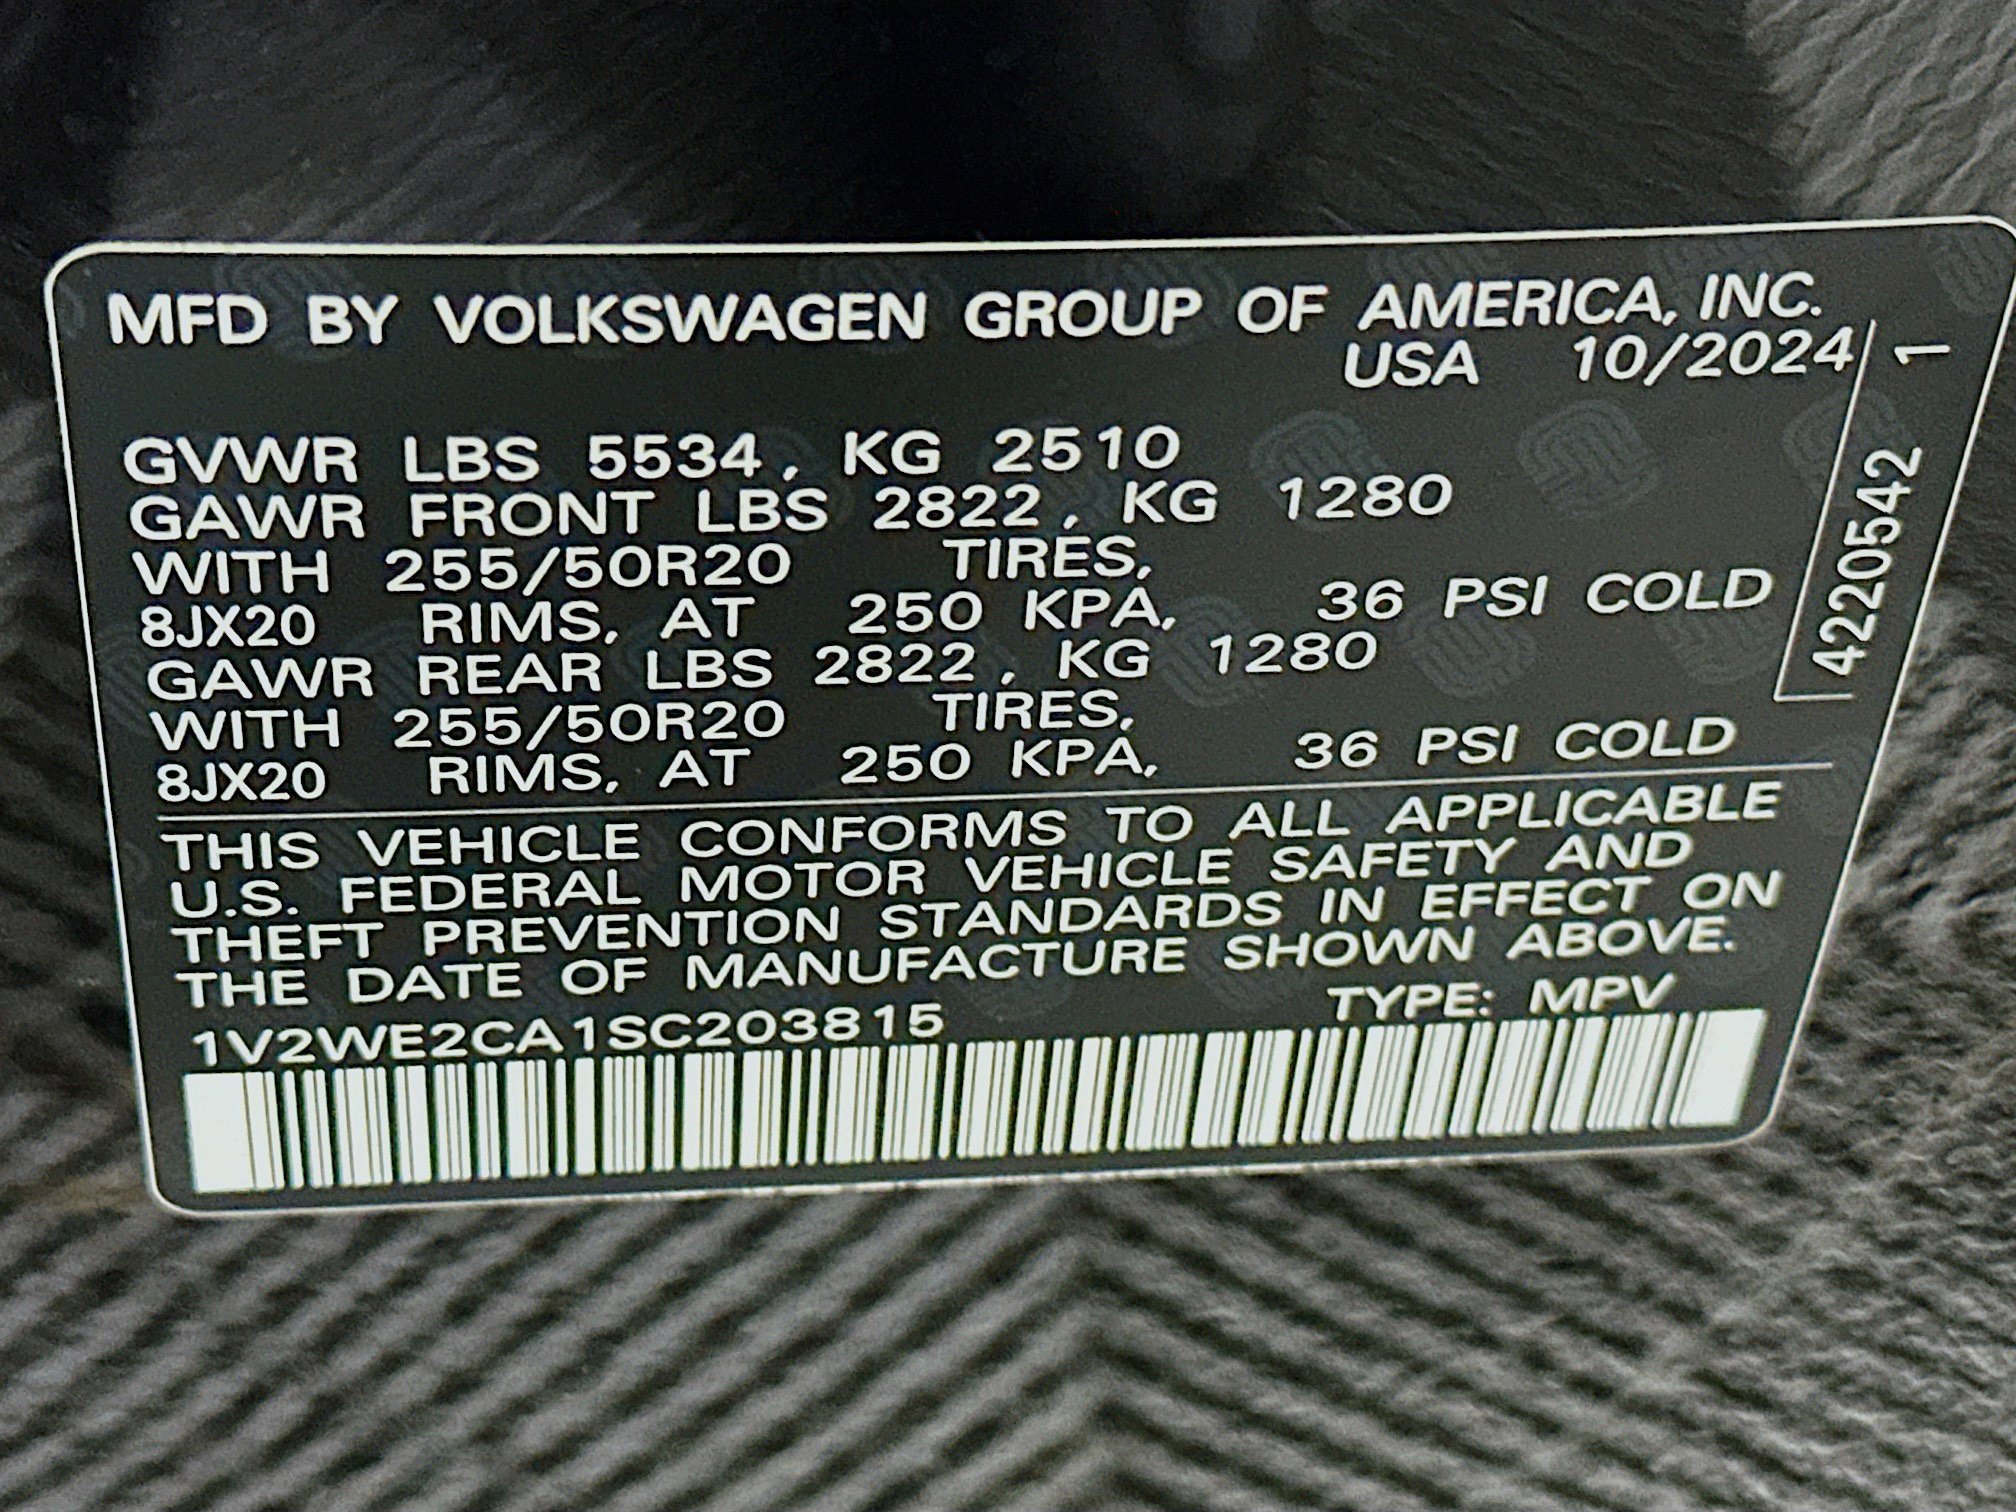 MFD BY VOLKSWAGEN GROUP OF AMERICA, INC.
USA 10/2024
GVWR LBS 5534, KG 2510
GAWR FRONT LBS 2822, KG 1280
WITH 255/50R20 TIRES,
8JX20 RIMS, AT 250 KPA, 36 PSI COLD
GAWR REAR LBS 2822, KG 1280
WITH 255/50R20 TIRES,
8JX20 RIMS, AT 250 KPA, 36 PSI COLD
THIS VEHICLE CONFORMS TO ALL APPLICABLE
U.S. FEDERAL MOTOR VEHICLE SAFETY AND
THEFT PREVENTION STANDARDS IN EFFECT ON
THE DATE OF MANUFACTURE SHOWN ABOVE.
1V2WE2CA1SC203815 TYPE: MPV
4220542 1